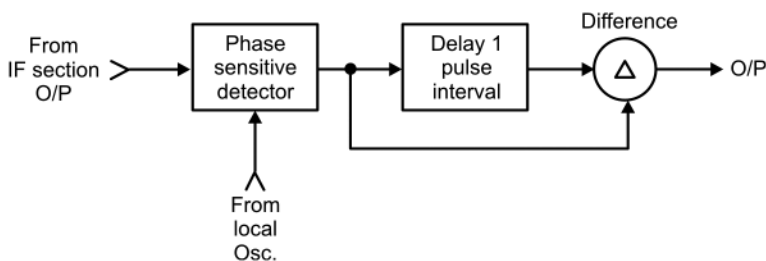 Difference
From
IF section
O/P
Phase
sensitive
detector
Delay 1
pulse
interval
Δ
O/P
From
local
Osc.